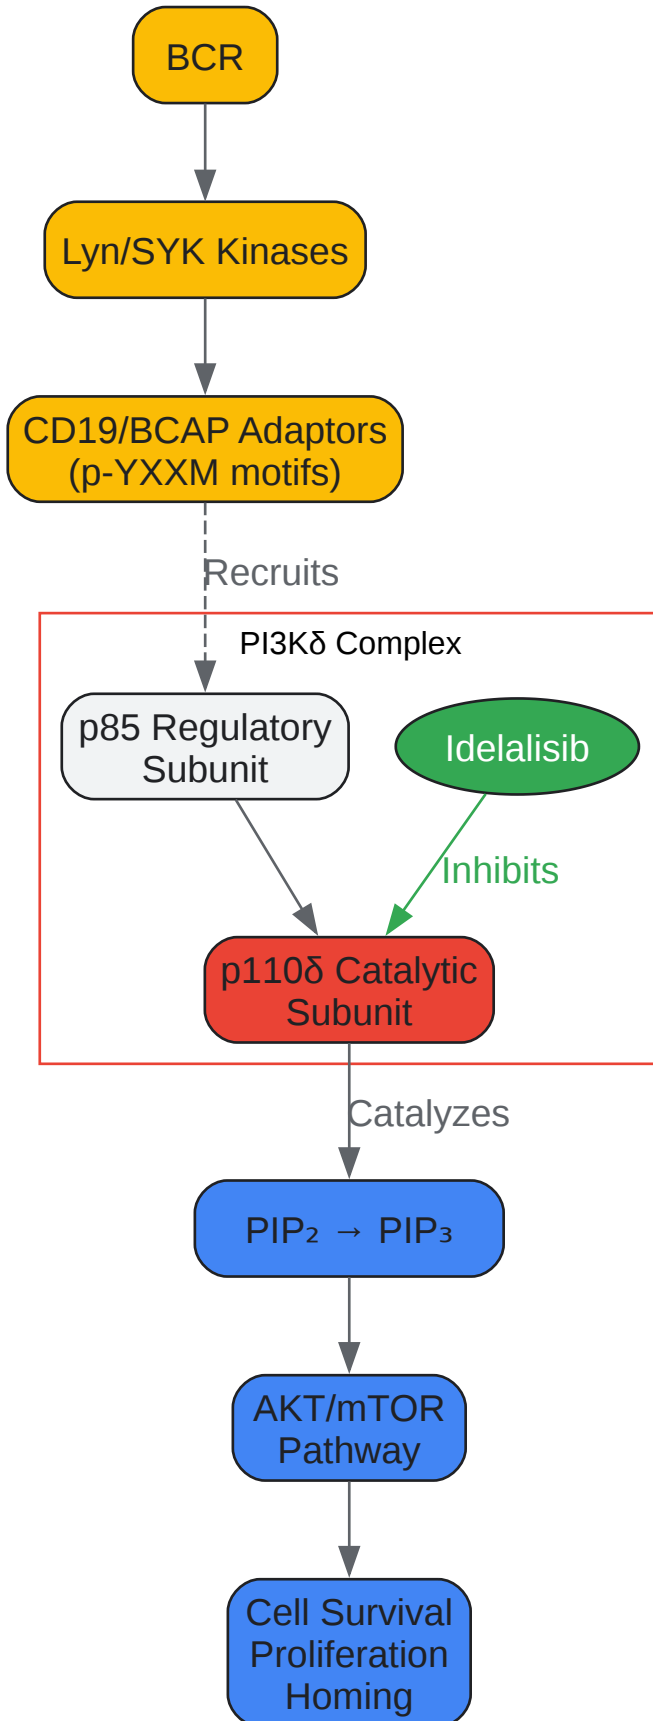 BCR
Lyn/SYK Kinases
CD19/BCAP Adaptors
(p-YXXM motifs)
Recruits
PI3Kδ Complex
p85 Regulatory
Subunit
Idelalisib
Inhibits
p110δ Catalytic
Subunit
Catalyzes
PIP₂ → PIP₃
AKT/mTOR
Pathway
Cell Survival
Proliferation
Homing